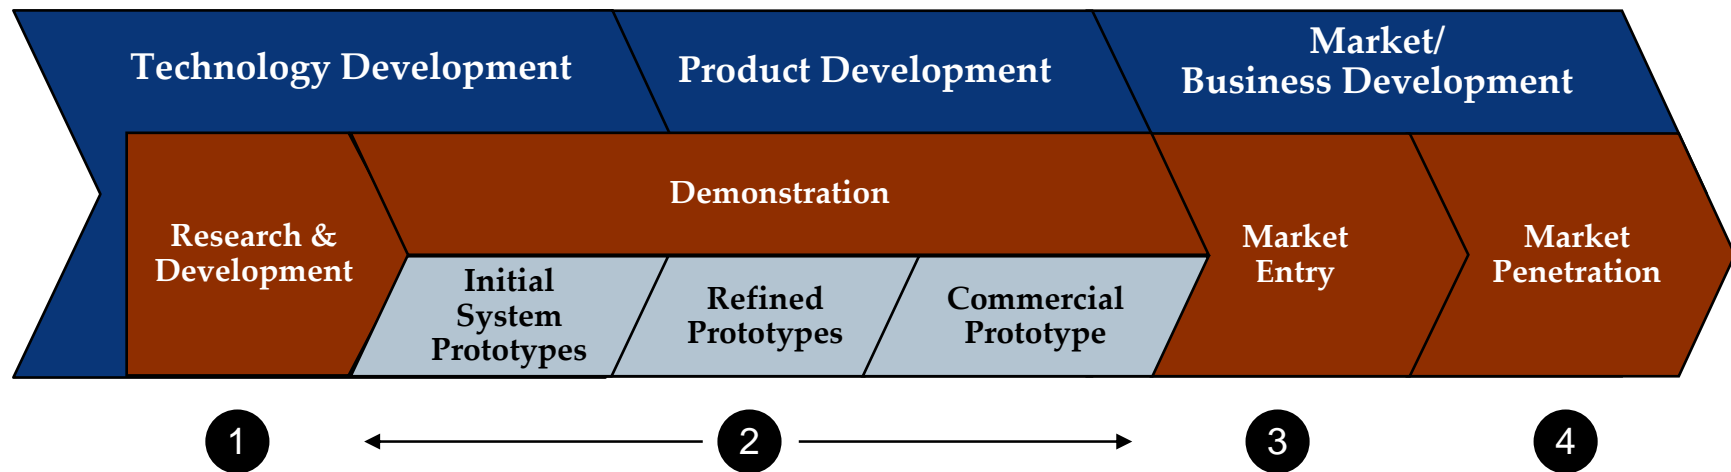 Technology Development
Product Development
Market/
Business Development
Research &
Development
Demonstration
Initial
System
Prototypes
Refined
Prototypes
Commercial
Prototype
Market
Entry
Market
Penetration
1
2
3
4